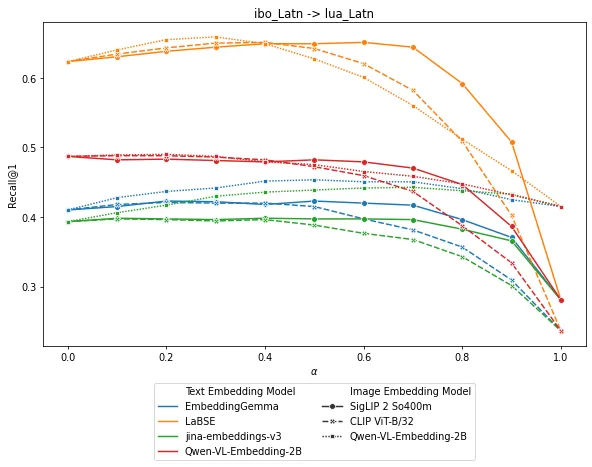 ibo_Latn -> lua_Latn
Recall@1
0.6
0.5
0.4
0.3
0.0 0.2 0.4 0.6 0.8 1.0
α
Text Embedding Model Image Embedding Model
EmbeddingGemma SigLIP 2 So400m
LaBSE CLIP ViT-B/32
jina-embeddings-v3 Qwen-VL-Embedding-2B
Qwen-VL-Embedding-2B